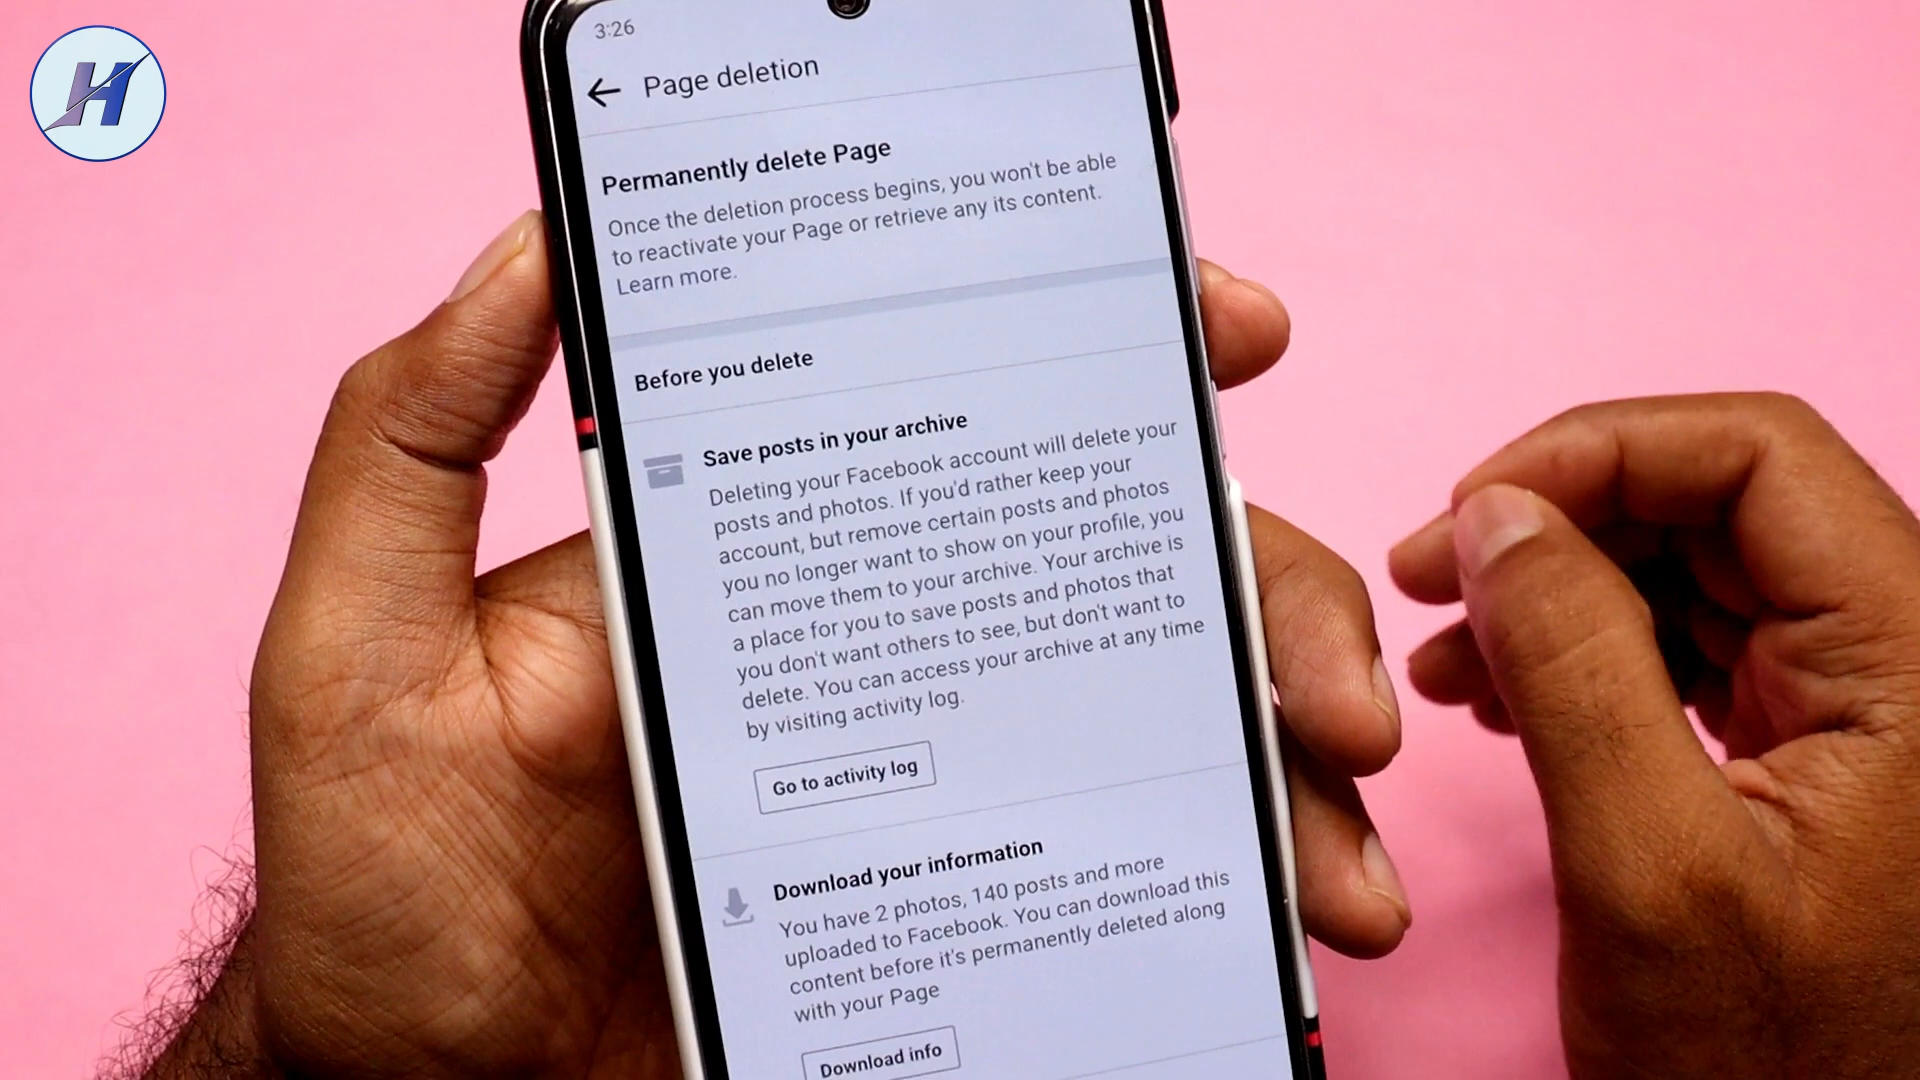 H
3:26
Page deletion
Permanently delete Page
Once the deletion process begins, you won't be able
to reactivate your Page or retrieve any its content.
Learn more.
Before you delete
Save posts in your archive
Deleting your Facebook account will delete your
posts and photos. If you'd rather keep your
account, but remove certain posts and photos
you no longer want to show on your profile, you
can move them to your archive. Your archive is
a place for you to save posts and photos that
you don't want others to see, but don't want to
delete. You can access your archive at any time
by visiting activity log.
Go to activity log
Download your information
You have 2 photos, 140 posts and more
uploaded to Facebook. You can download this
content before it's permanently deleted along
with your Page
Download info